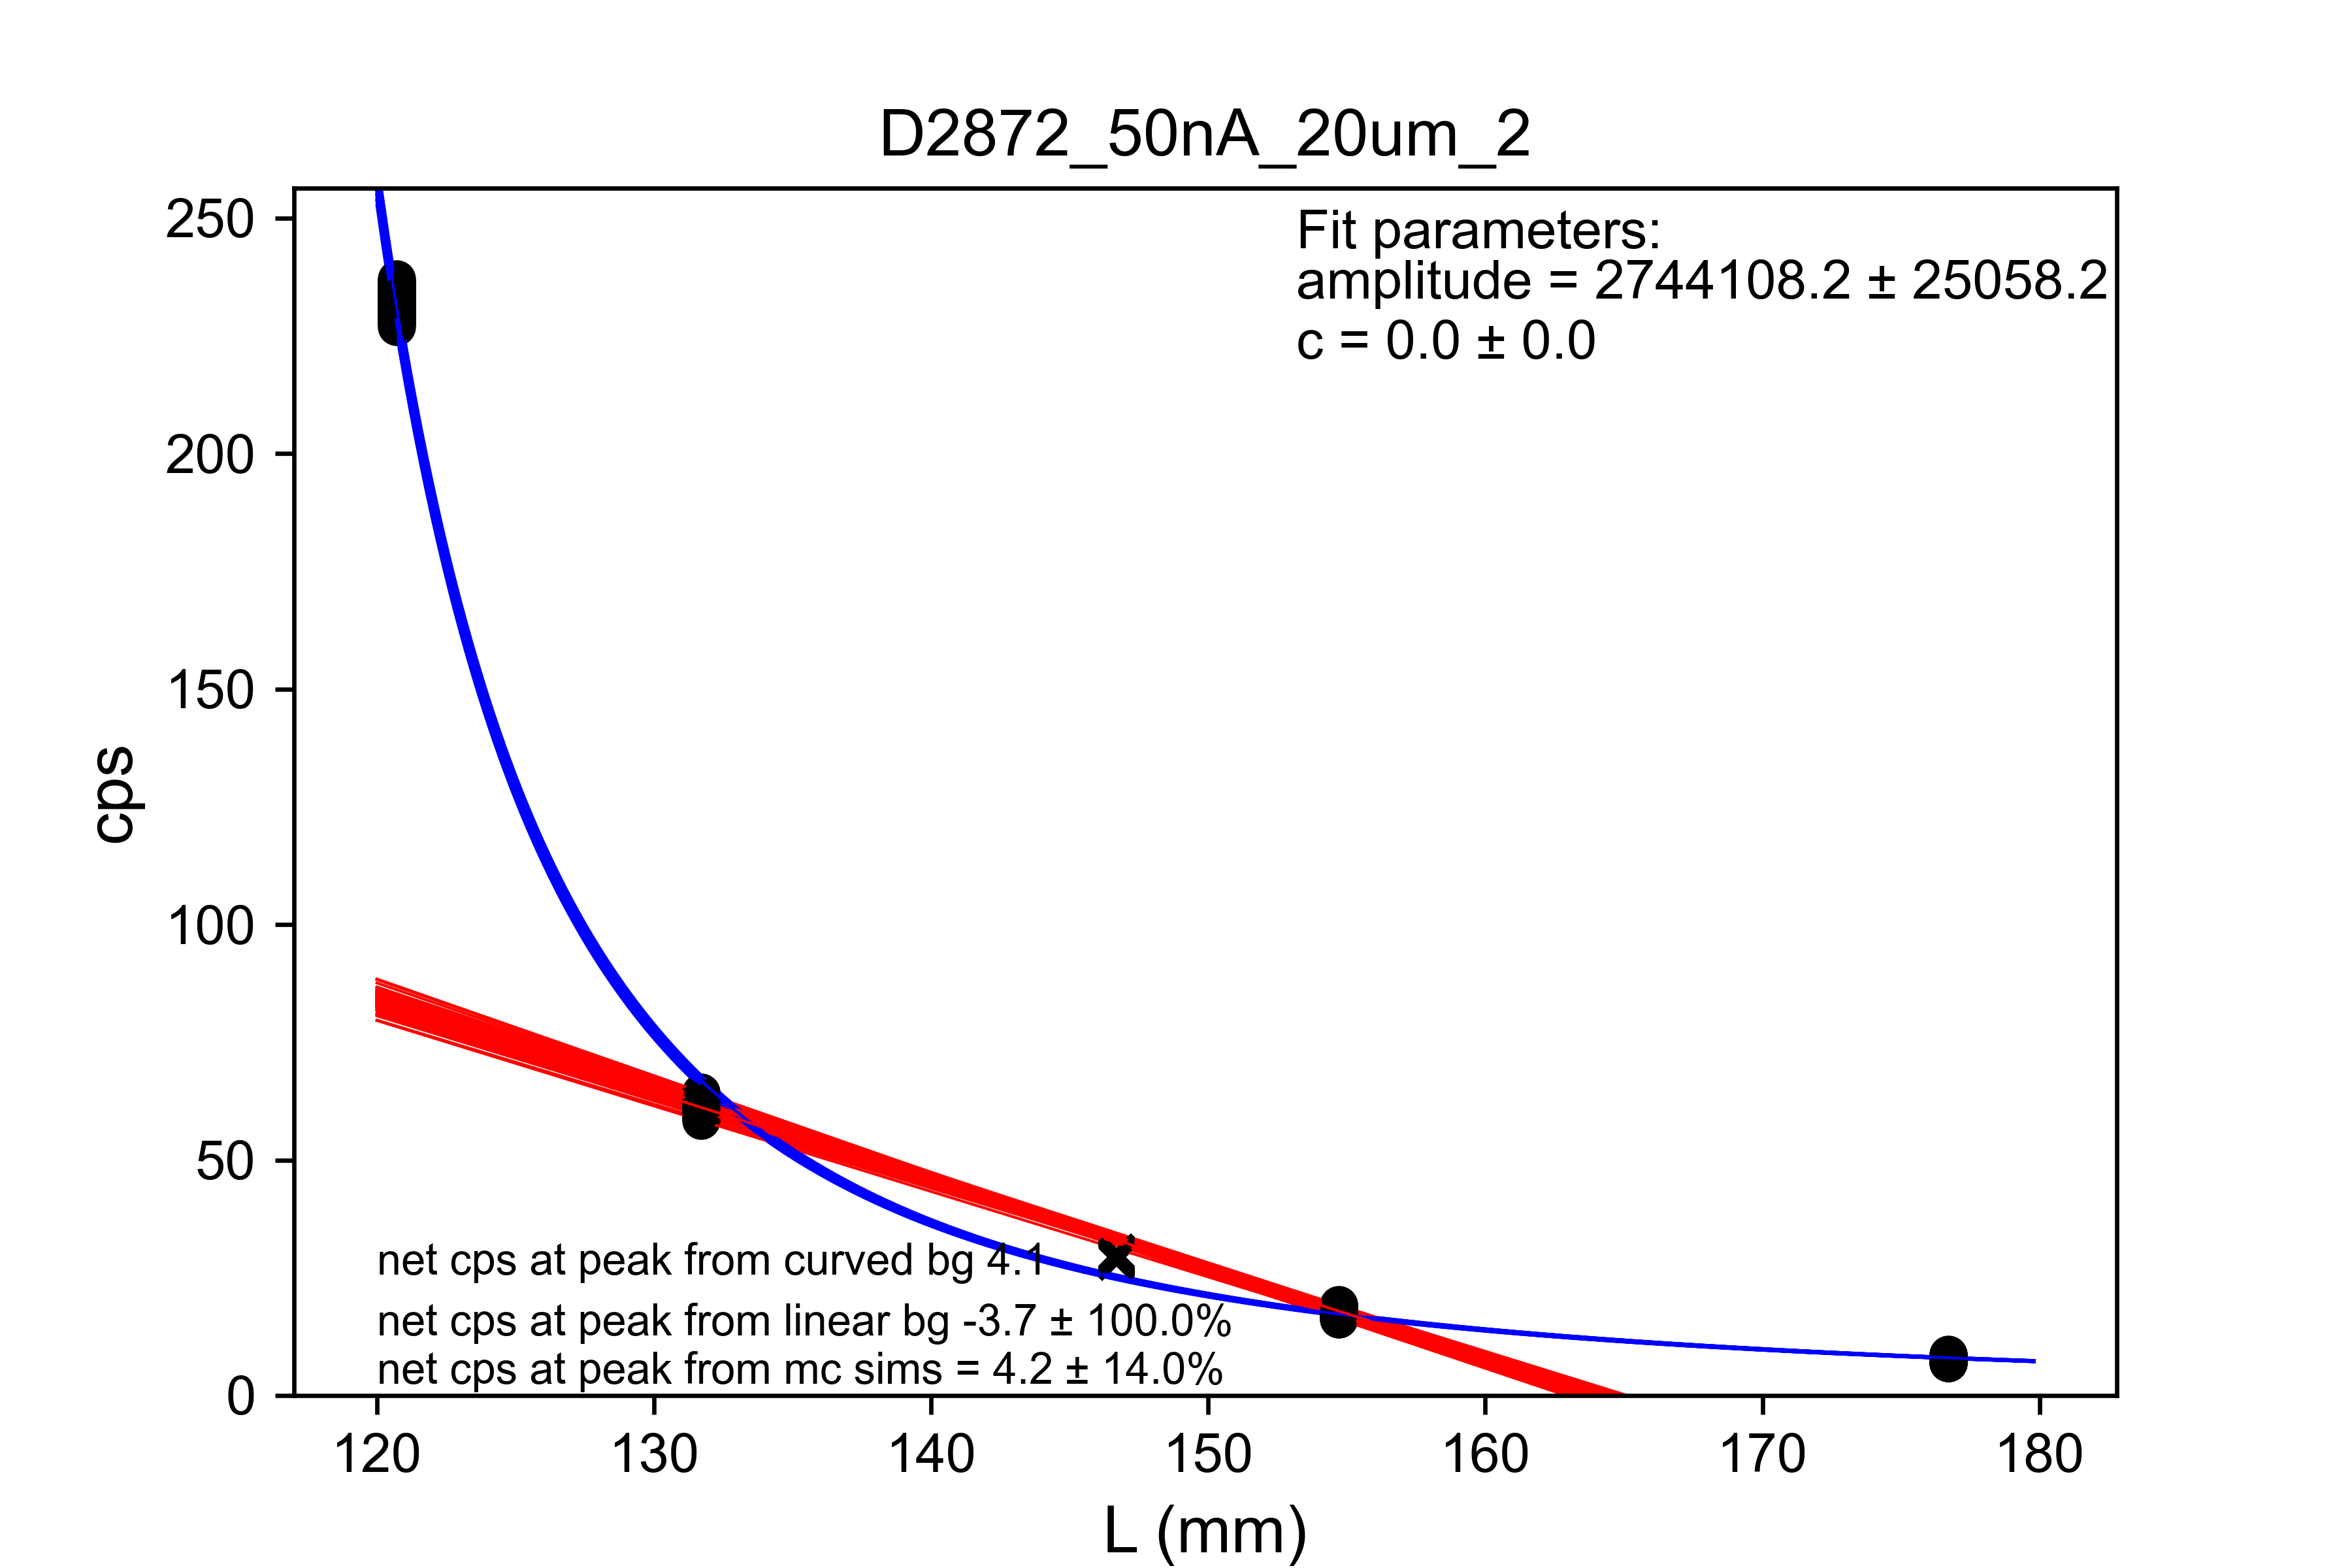 D2872_50nA_20um_2
250
200
150
100
50
0
cps
Fit parameters:
amplitude = 2744108.2 ± 25058.2
c = 0.0 ± 0.0
net cps at peak from curved bg 4.1
net cps at peak from linear bg -3.7 ± 100.0%
net cps at peak from mc sims = 4.2 ± 14.0%
120 130 140 150 160 170 180
L (mm)